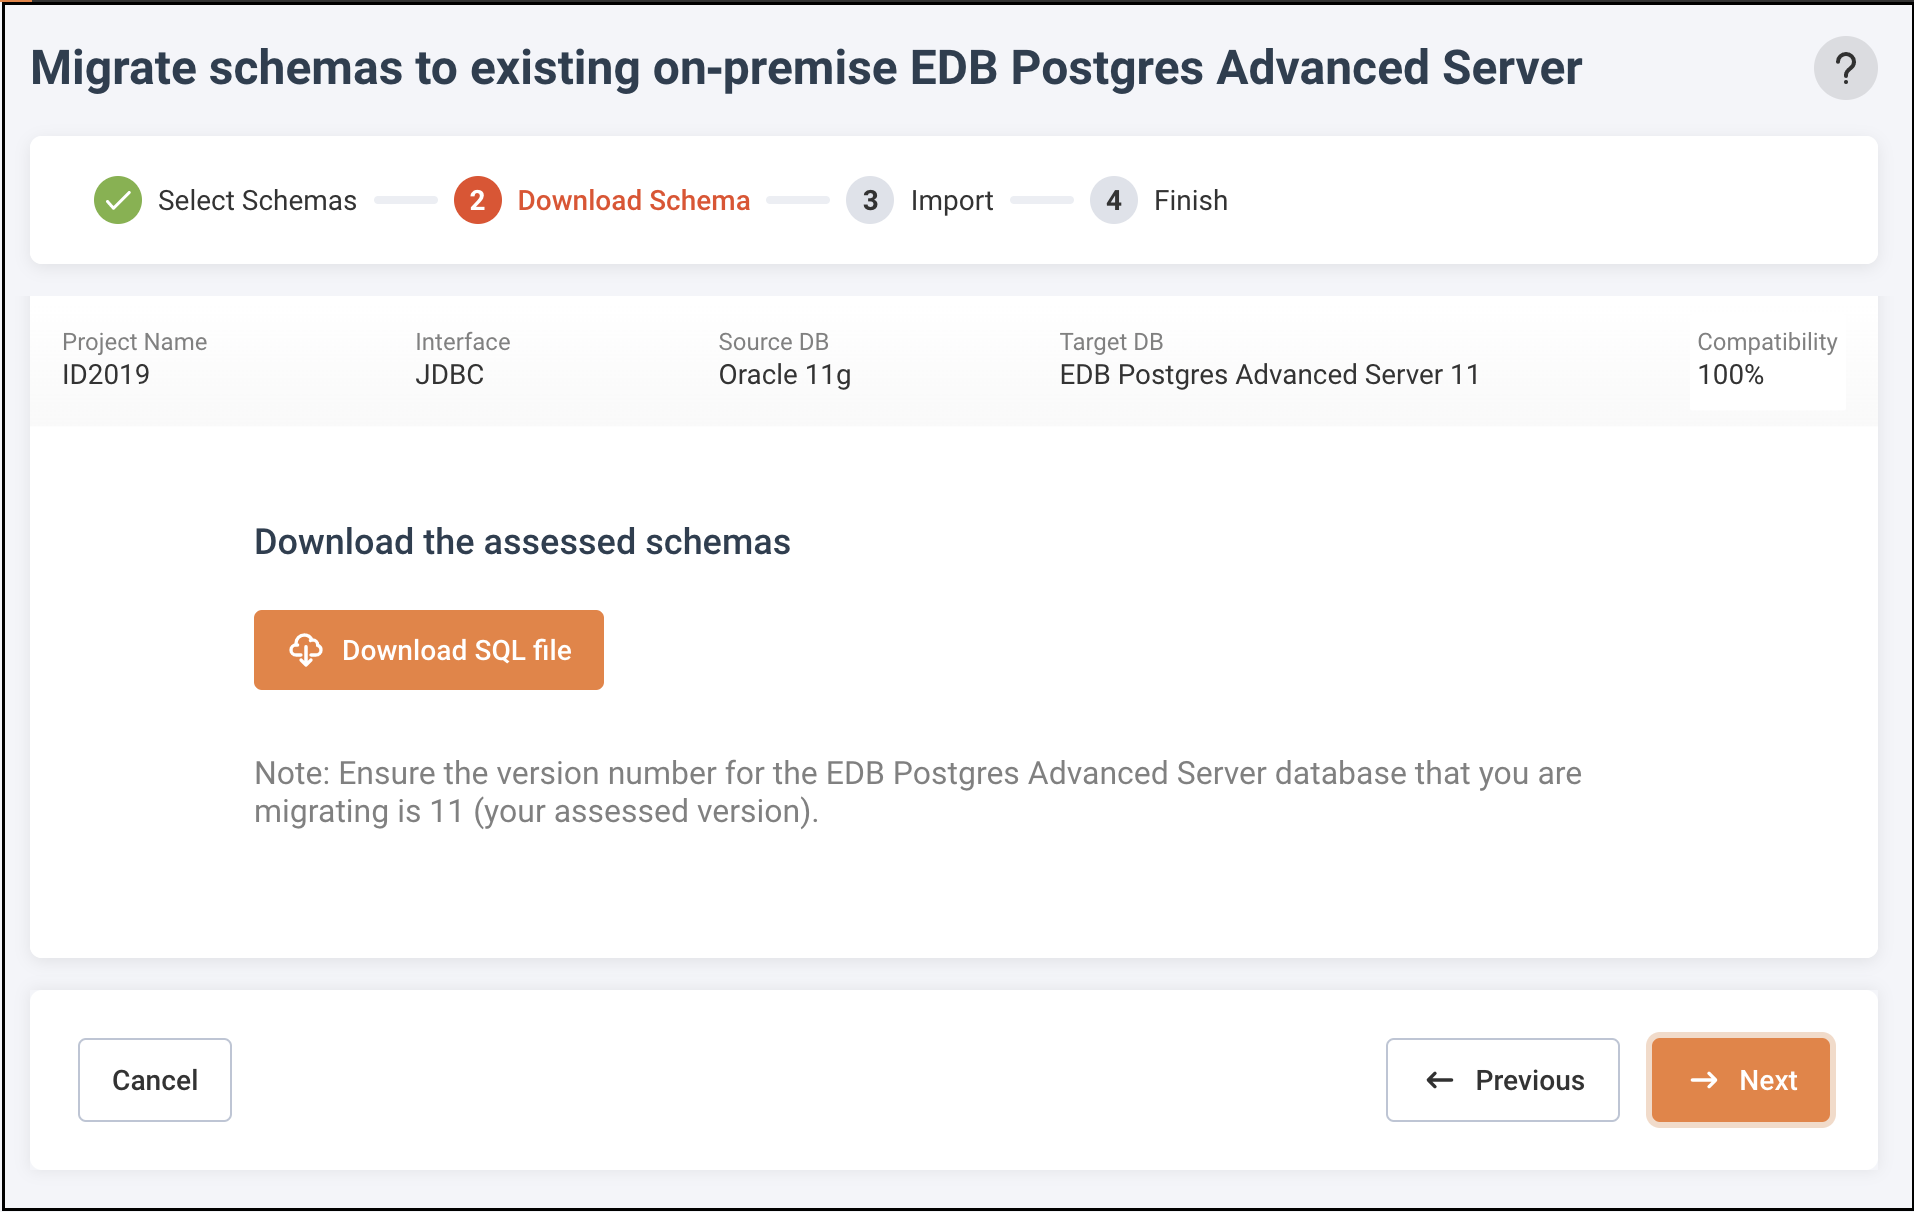 Migrate schemas to existing on-premise EDB Postgres Advanced Server
?
Select Schemas
2 Download Schema
3 Import
4 Finish
Project Name
ID2019
Interface
JDBC
Source DB
Oracle 11g
Target DB
EDB Postgres Advanced Server 11
Compatibility
100%
Download the assessed schemas
Download SQL file
Note: Ensure the version number for the EDB Postgres Advanced Server database that you are
migrating is 11 (your assessed version).
Cancel
Previous
Next